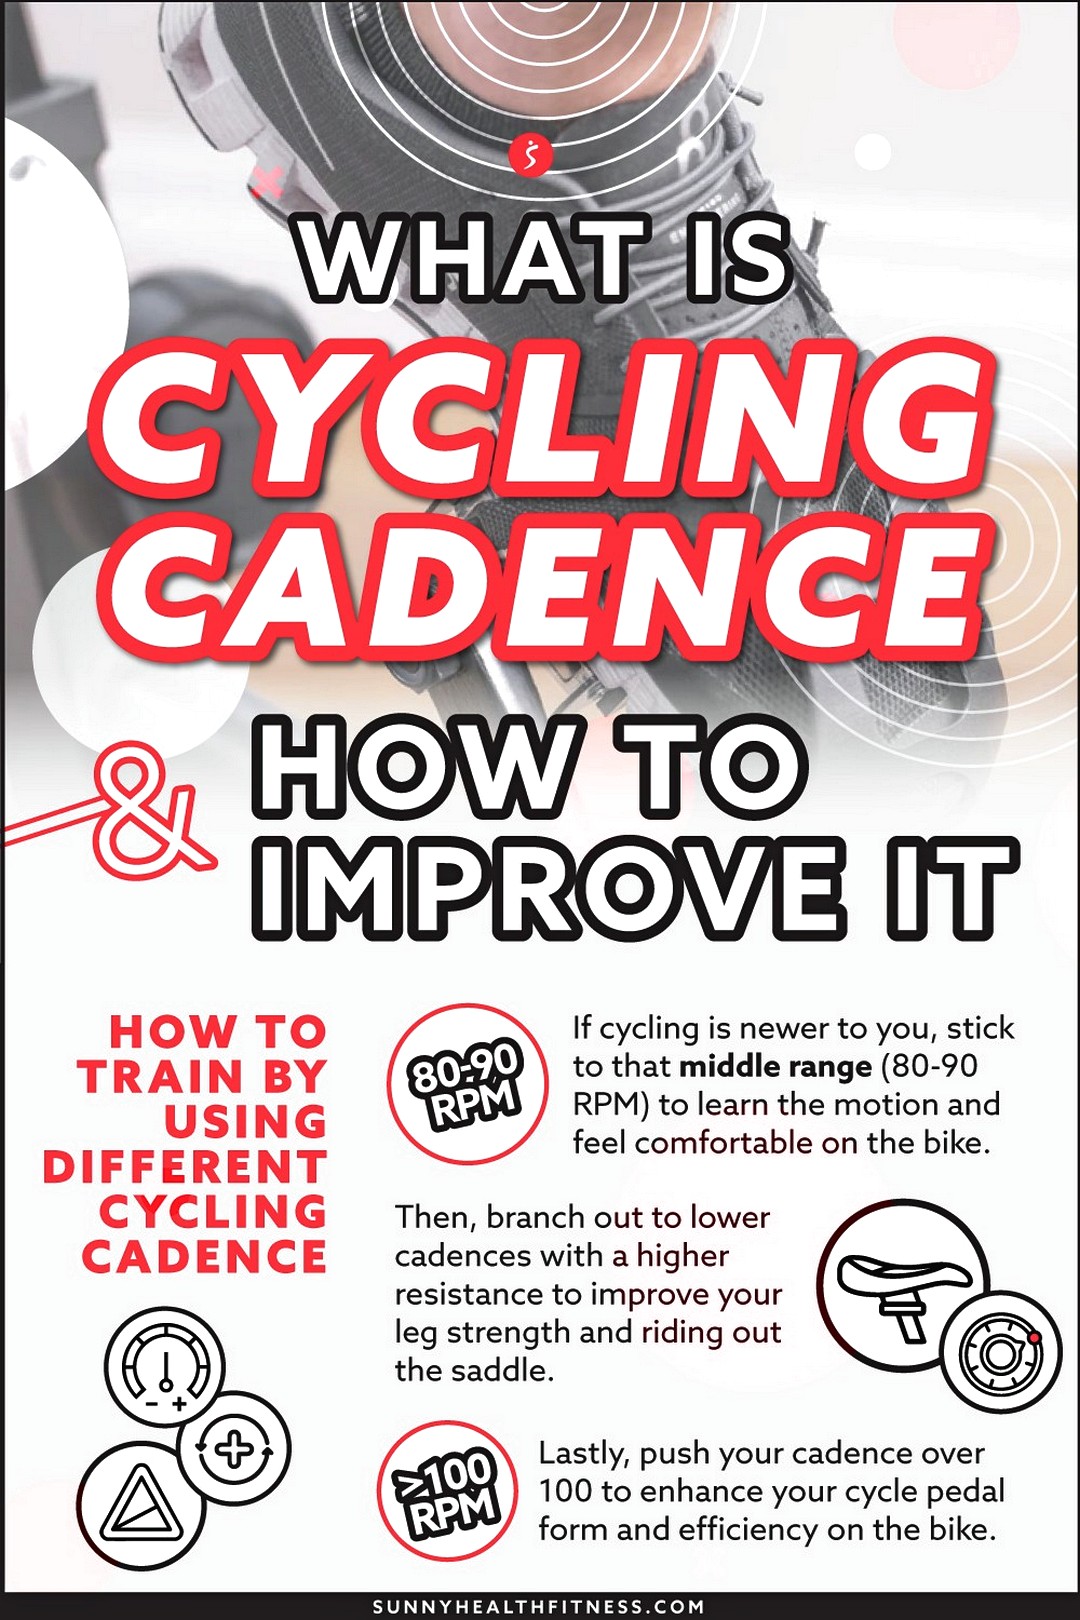 WHAT IS
CYCLING
CADENCE
& HOW TO
IMPROVE IT
HOW TO
TRAIN BY
USING
DIFFERENT
CYCLING
CADENCE
80-90
RPM
If cycling is newer to you, stick
to that middle range (80-90
RPM) to learn the motion and
feel comfortable on the bike.
Then, branch out to lower
cadences with a higher
resistance to improve your
leg strength and riding out
the saddle.
- +
≥100
RPM
Lastly, push your cadence over
100 to enhance your cycle pedal
form and efficiency on the bike.
SUNNYHEALTHFITNESS.COM